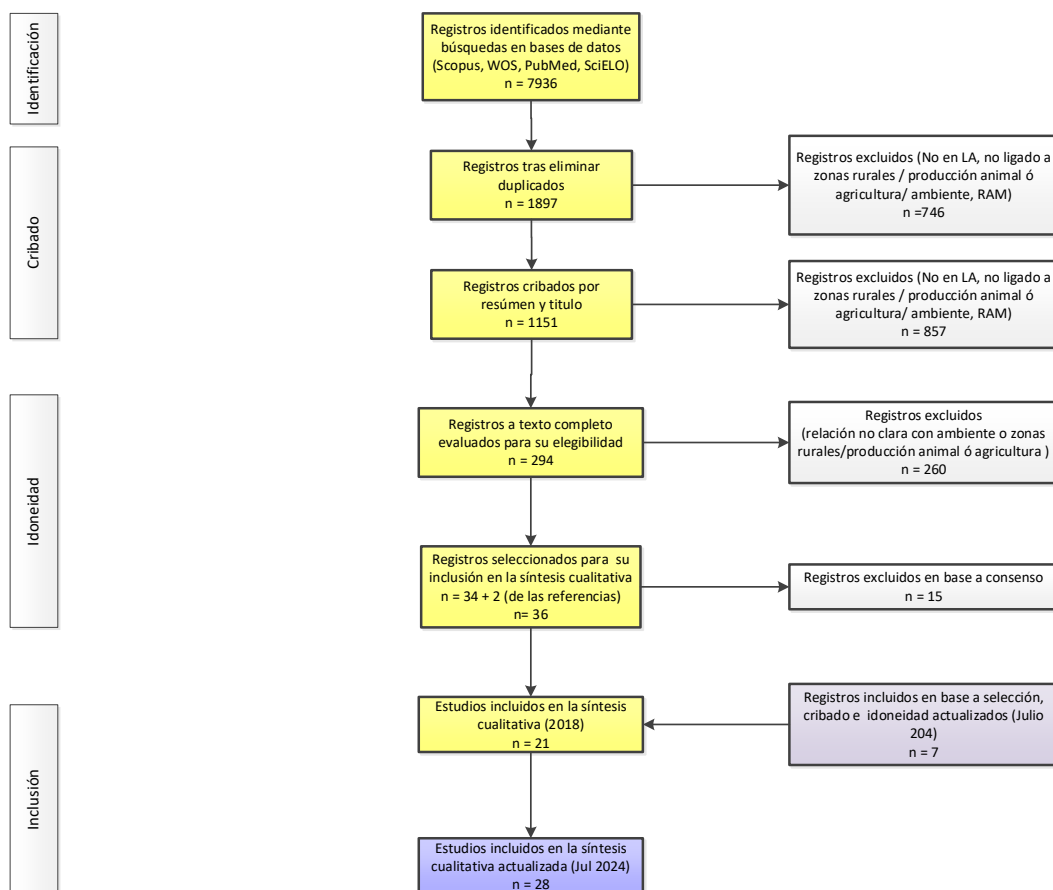 Identificación
Registros identificados mediante
búsquedas en bases de datos
(Scopus, WOS, PubMed, SciELO)
n = 7936
Cribado
Registros tras eliminar
duplicados
n = 1897
Registros excluidos (No en LA, no ligado a
zonas rurales / producción animal ó
agricultura/ ambiente, RAM)
n =746
Registros cribados por
resúmen y titulo
n = 1151
Registros excluidos (No en LA, no ligado a
zonas rurales / producción animal ó
agricultura/ ambiente, RAM)
n = 857
Idoneidad
Registros a texto completo
evaluados para su elegibilidad
n = 294
Registros excluidos
(relación no clara con ambiente o zonas
rurales/producción animal ó agricultura )
n = 260
Registros seleccionados para su
inclusión en la síntesis cualitativa
n = 34 + 2 (de las referencias)
n= 36
Registros excluidos en base a consenso
n = 15
Inclusión
Estudios incluidos en la síntesis
cualitativa (2018)
n = 21
Registros incluidos en base a selección,
cribado e idoneidad actualizados (Julio
204)
n = 7
Estudios incluidos en la síntesis
cualitativa actualizada (Jul 2024)
n = 28